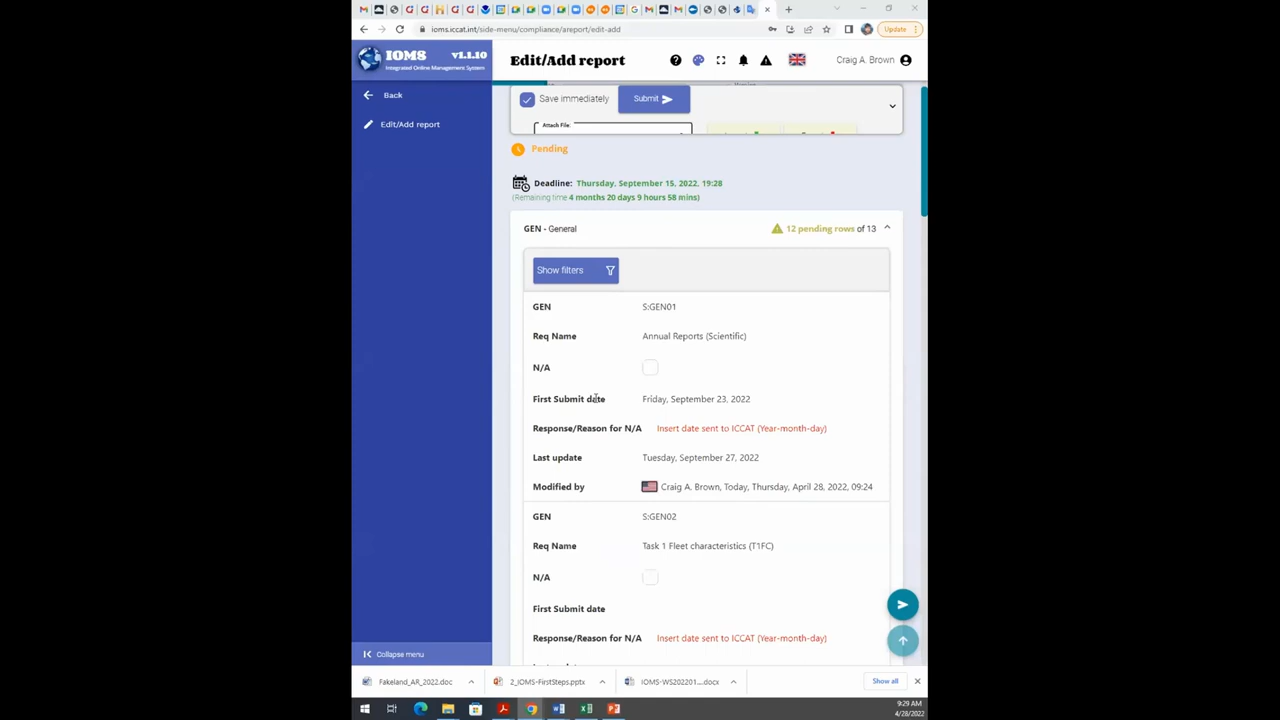 ioms.iccat.int/side-menu/compliance/areport/edit-add
Update
IOMS v1.1.10
Integrated Online Management System
Edit/Add report
Craig A. Brown
Back
Edit/Add report
Save immediately
Submit
Attach File:
Pending
Deadline: Thursday, September 15, 2022, 19:28
(Remaining time 4 months 20 days 9 hours 58 mins)
GEN - General
12 pending rows of 13
Show filters
GEN S:GEN01
Req Name Annual Reports (Scientific)
N/A
First Submit date Friday, September 23, 2022
Response/Reason for N/A Insert date sent to ICCAT (Year-month-day)
Last update Tuesday, September 27, 2022
Modified by Craig A. Brown, Today, Thursday, April 28, 2022, 09:24
GEN S:GEN02
Req Name Task 1 Fleet characteristics (T1FC)
N/A
First Submit date
Response/Reason for N/A Insert date sent to ICCAT (Year-month-day)
Collapse menu
Fakeland_AR_2022.doc
2_IOMS-FirstSteps.pptx
IOMS-WS202201....docx
Show all
9:29 AM
4/28/2022